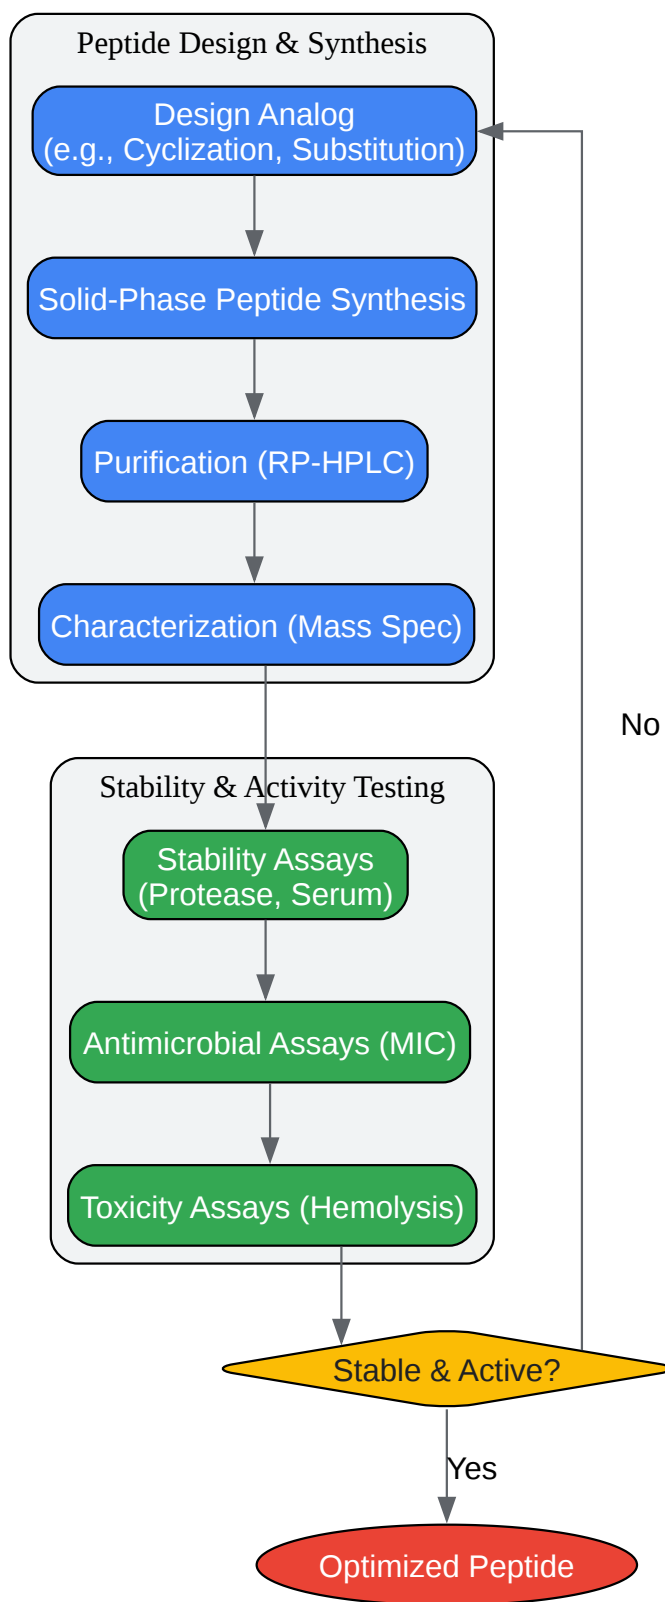 Peptide Design & Synthesis
Design Analog
(e.g., Cyclization, Substitution)
Solid-Phase Peptide Synthesis
Purification (RP-HPLC)
Characterization (Mass Spec)
No
Stability & Activity Testing
Stability Assays
(Protease, Serum)
Antimicrobial Assays (MIC)
Toxicity Assays (Hemolysis)
Stable & Active?
Yes
Optimized Peptide